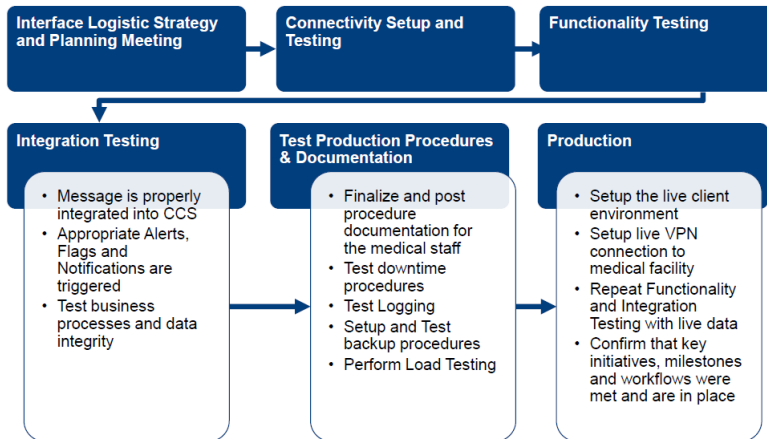 Interface Logistic Strategy
and Planning Meeting
Connectivity Setup and
Testing
Functionality Testing
Integration Testing
• Message is properly
integrated into CCS
• Appropriate Alerts,
Flags and
Notifications are
triggered
• Test business
processes and data
integrity
Test Production Procedures
& Documentation
• Finalize and post
procedure
documentation for
the medical staff
• Test downtime
procedures
• Test Logging
• Setup and Test
backup procedures
• Perform Load Testing
Production
• Setup the live client
environment
• Setup live VPN
connection to
medical facility
• Repeat Functionality
and Integration
Testing with live data
• Confirm that key
initiatives, milestones
and workflows were
met and are in place